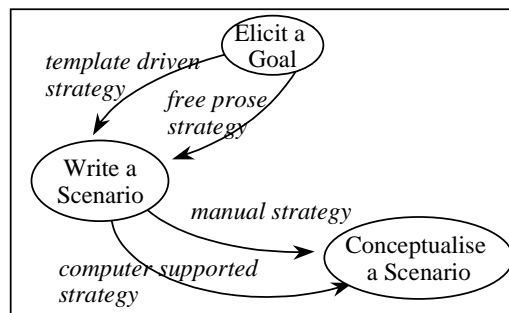 Elicit a
Goal
template driven
strategy
free prose
strategy
Write a
Scenario
manual strategy
Conceptualise
a Scenario
computer supported
strategy